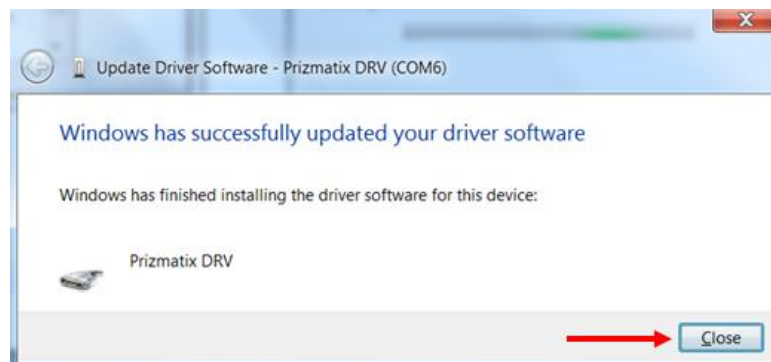 Update Driver Software - Prizmatix DRV (COM6)
Windows has successfully updated your driver software
Windows has finished installing the driver software for this device:
Prizmatix DRV
Close